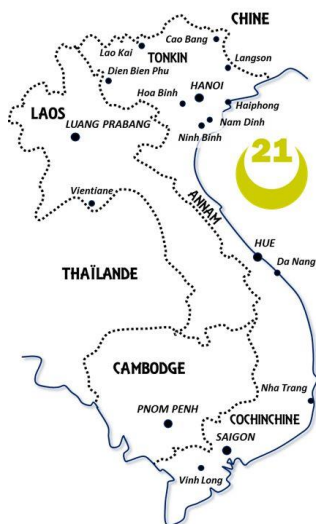 CHINE
Cao Bang
Lao Kai
TONKIN
Langson
Dien Bien Phu
HANOI
Hoa Binh
Haiphong
LAOS
Nam Dinh
LUANG PRABANG
Ninh Binh
21
Vientiane
ANNAM
HUE
Da Nang
THAÏLANDE
CAMBODGE
Nha Trang
PNOM PENH
COCHINCHINE
SAIGON
Vinh Long